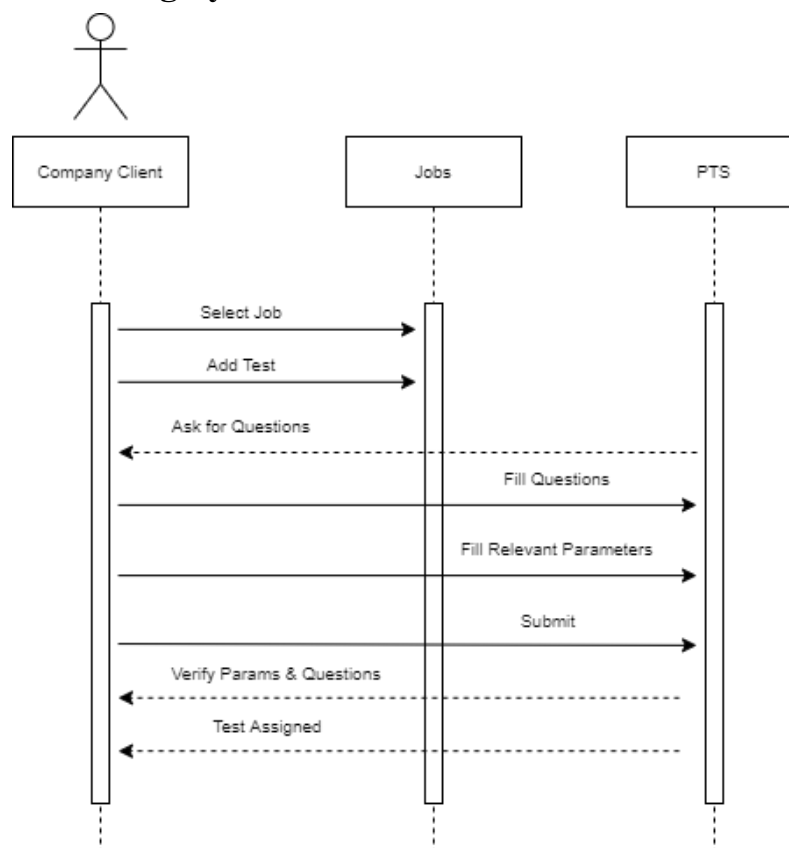 Company Client
Jobs
PTS
Select Job
Add Test
Ask for Questions
Fill Questions
Fill Relevant Parameters
Submit
Verify Params & Questions
Test Assigned